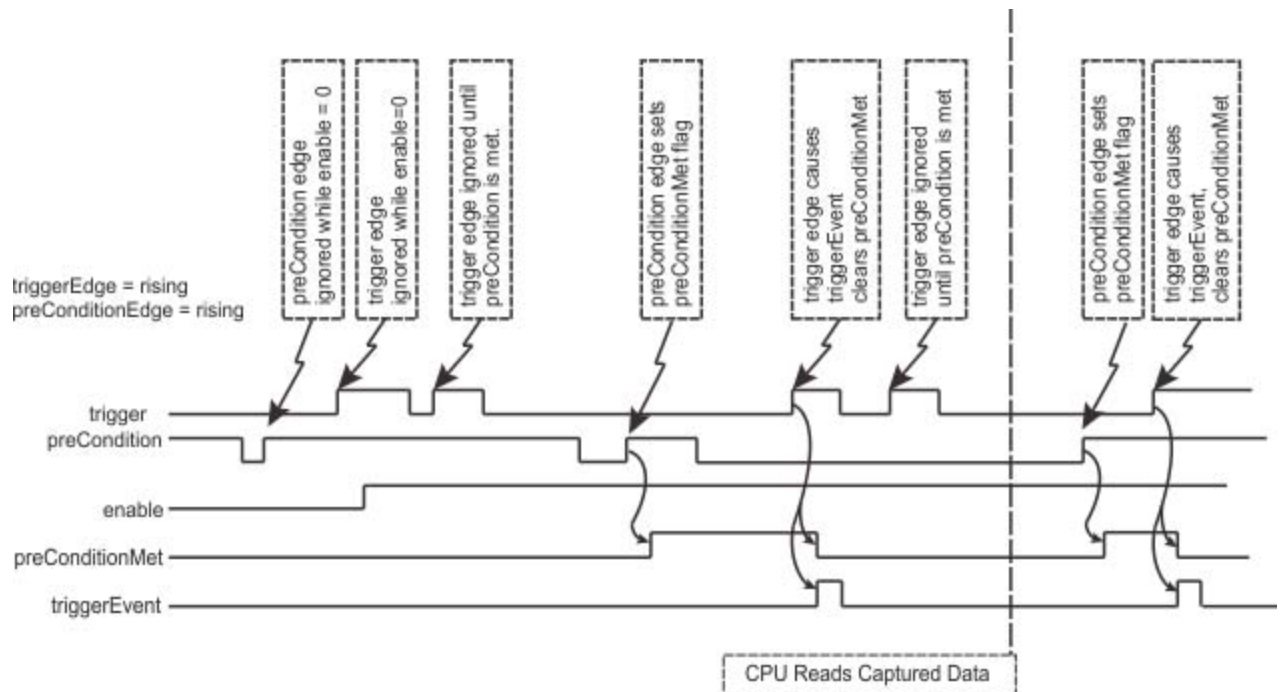 preCondition edge
ignored while enable = 0
trigger edge
ignored while enable=0
trigger edge ignored until
preCondition is met.
preCondition edge sets
preConditionMet flag
trigger edge causes
triggerEvent
clears preConditionMet
trigger edge ignored
until preCondition is met
preCondition edge sets
preConditionMet flag
trigger edge causes
triggerEvent,
clears preConditionMet
triggerEdge = rising
preConditionEdge = rising
trigger
preCondition
enable
preConditionMet
triggerEvent
CPU Reads Captured Data